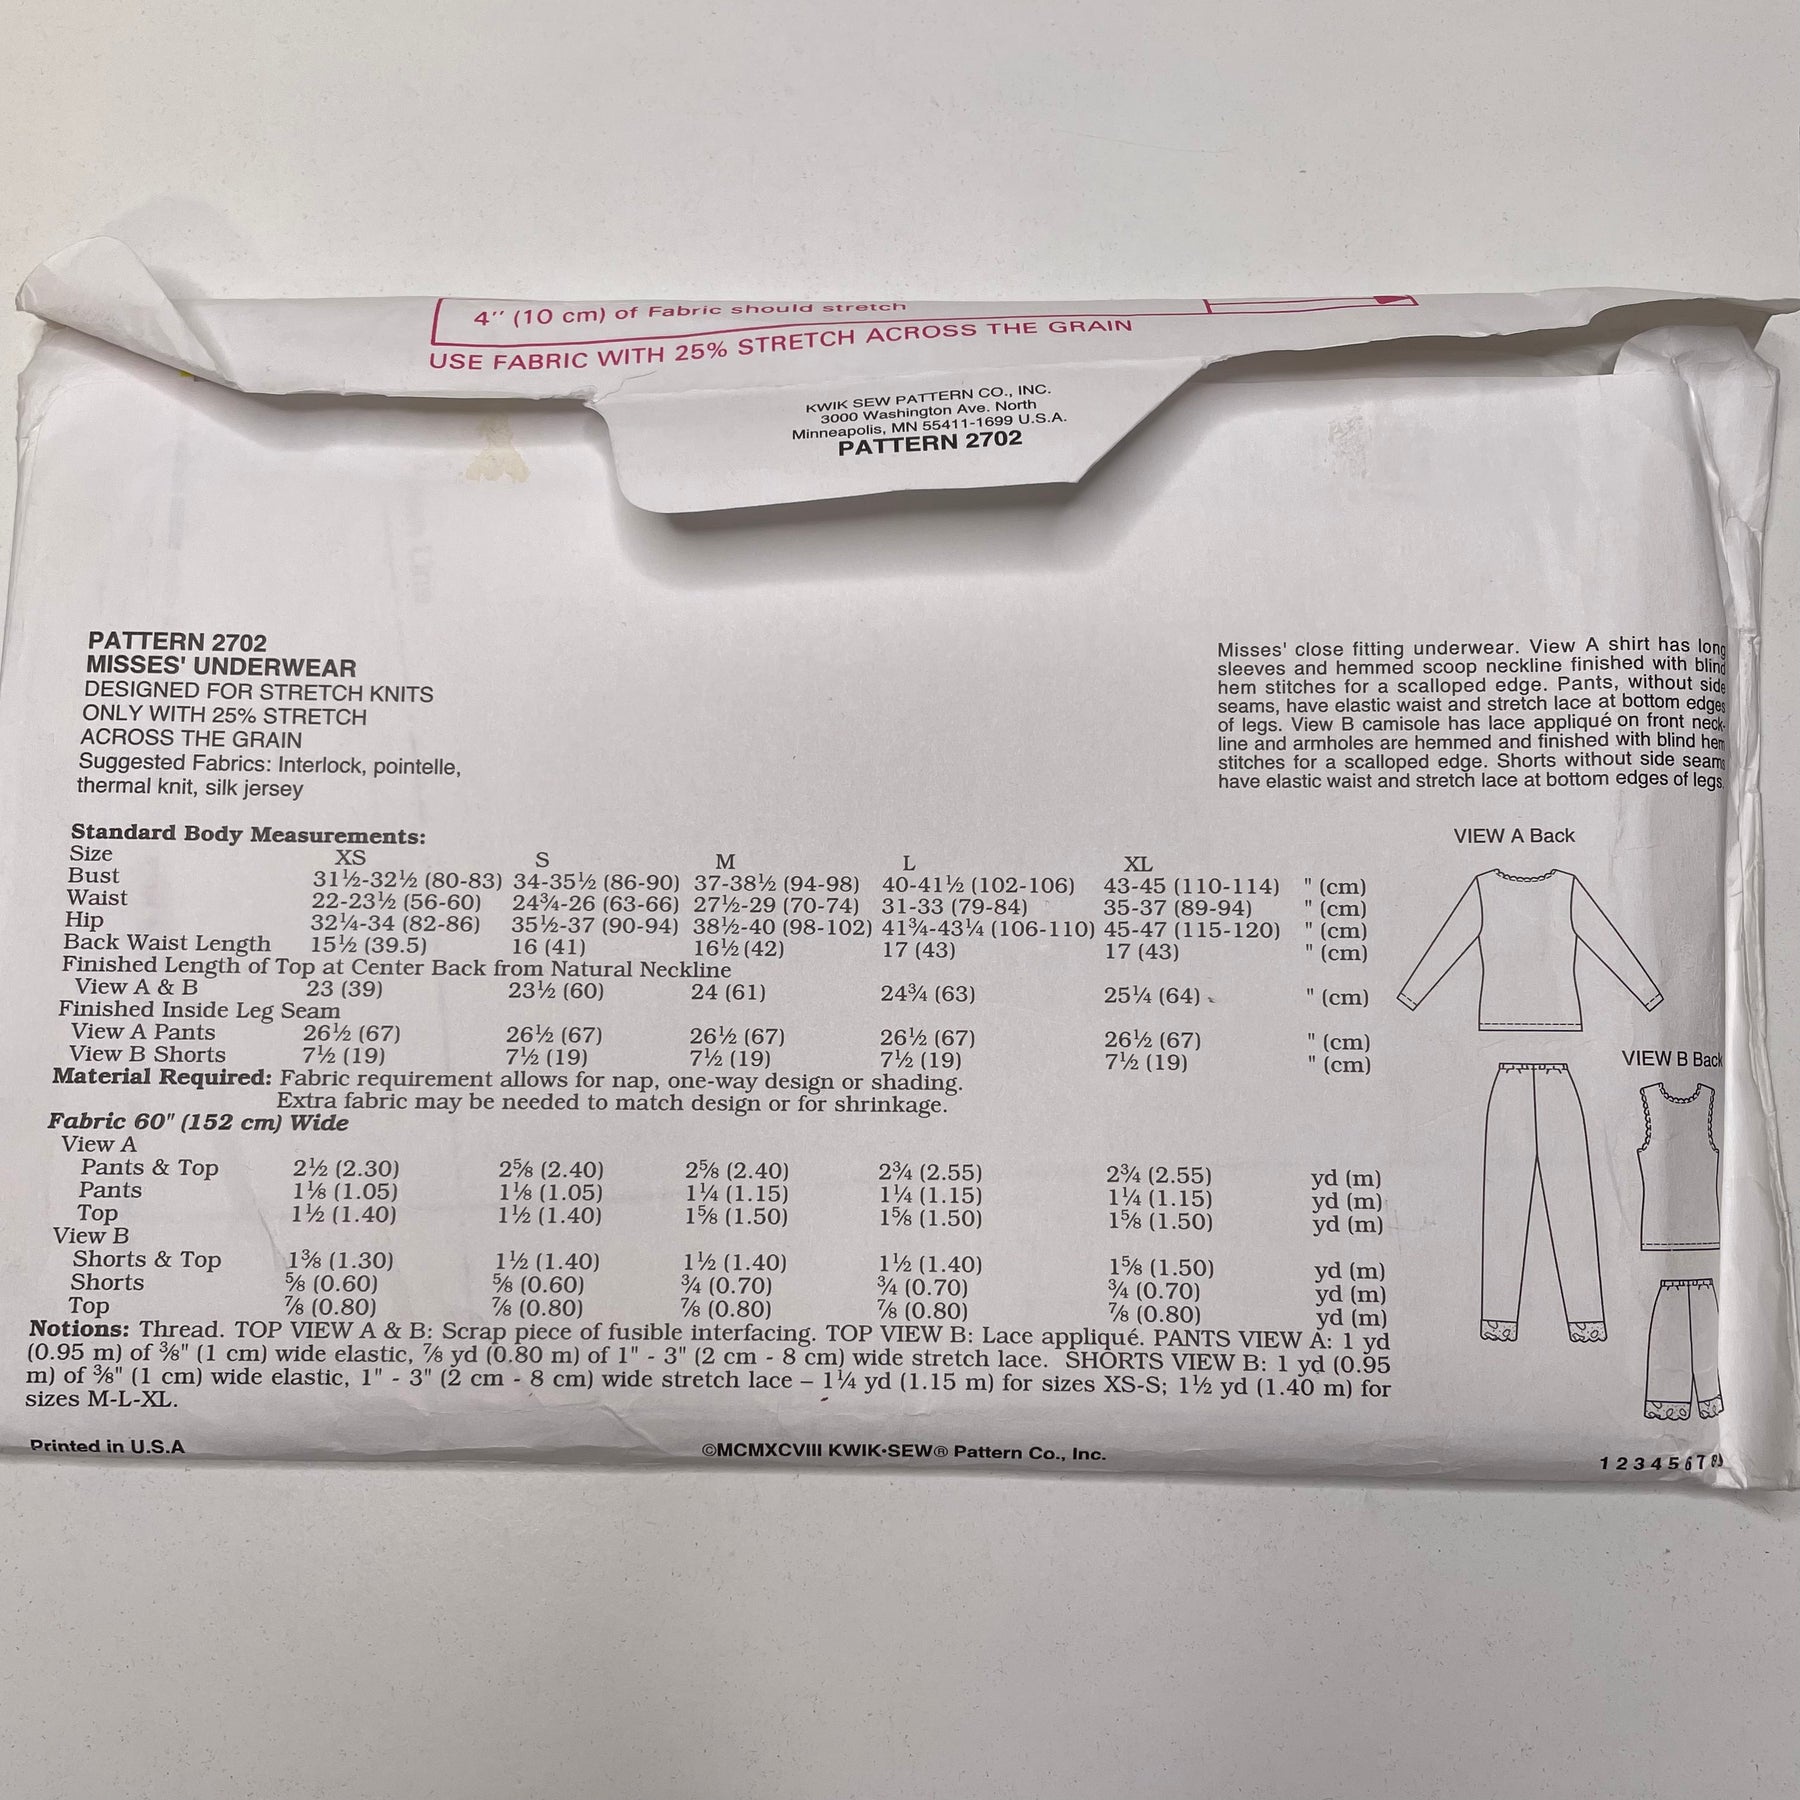 4" (10 cm) of Fabric should stretch
USE FABRIC WITH 25% STRETCH ACROSS THE GRAIN
KWIK SEW PATTERN CO., INC.
3000 Washington Ave. North
Minneapolis, MN 55411-1699 U.S.A.
PATTERN 2702
PATTERN 2702
MISSES' UNDERWEAR
DESIGNED FOR STRETCH KNITS
ONLY WITH 25% STRETCH
ACROSS THE GRAIN
Suggested Fabrics: Interlock, pointelle,
thermal knit, silk jersey
Misses' close fitting underwear. View A shirt has long
sleeves and hemmed scoop neckline finished with blind
hem stitches for a scalloped edge. Pants, without side
seams, have elastic waist and stretch lace at bottom edges
of legs. View B camisole has lace appliqué on front neck-
line and armholes are hemmed and finished with blind hem
stitches for a scalloped edge. Shorts without side seams
have elastic waist and stretch lace at bottom edges of legs.
Standard Body Measurements:
Size XS S M L XL
Bust 31½-32½ (80-83) 34-35½ (86-90) 37-38½ (94-98) 40-41½ (102-106) 43-45 (110-114) " (cm)
Waist 22-23½ (56-60) 24¾-26 (63-66) 27½-29 (70-74) 31-33 (79-84) 35-37 (89-94) " (cm)
Hip 32¼-34 (82-86) 35½-37 (90-94) 38½-40 (98-102) 41¾-43¼ (106-110) 45-47 (115-120) " (cm)
Back Waist Length 15½ (39.5) 16 (41) 16½ (42) 17 (43) 17 (43) " (cm)
Finished Length of Top at Center Back from Natural Neckline
View A & B 23 (39) 23½ (60) 24 (61) 24¾ (63) 25¼ (64) " (cm)
Finished Inside Leg Seam
View A Pants 26½ (67) 26½ (67) 26½ (67) 26½ (67) 26½ (67) " (cm)
View B Shorts 7½ (19) 7½ (19) 7½ (19) 7½ (19) 7½ (19) " (cm)
Material Required: Fabric requirement allows for nap, one-way design or shading.
Extra fabric may be needed to match design or for shrinkage.
Fabric 60" (152 cm) Wide
View A
Pants & Top 2½ (2.30) 2⅝ (2.40) 2⅝ (2.40) 2¾ (2.55) 2¾ (2.55) yd (m)
Pants 1⅛ (1.05) 1⅛ (1.05) 1¼ (1.15) 1¼ (1.15) 1¼ (1.15) yd (m)
Top 1½ (1.40) 1½ (1.40) 1⅝ (1.50) 1⅝ (1.50) 1⅝ (1.50) yd (m)
View B
Shorts & Top 1⅜ (1.30) 1½ (1.40) 1½ (1.40) 1½ (1.40) 1⅝ (1.50) yd (m)
Shorts ⅝ (0.60) ⅝ (0.60) ¾ (0.70) ¾ (0.70) ¾ (0.70) yd (m)
Top ⅞ (0.80) ⅞ (0.80) ⅞ (0.80) ⅞ (0.80) ⅞ (0.80) yd (m)
Notions: Thread. TOP VIEW A & B: Scrap piece of fusible interfacing. TOP VIEW B: Lace appliqué. PANTS VIEW A: 1 yd
(0.95 m) of ⅜" (1 cm) wide elastic, ⅞ yd (0.80 m) of 1" - 3" (2 cm - 8 cm) wide stretch lace. SHORTS VIEW B: 1 yd (0.95
m) of ⅜" (1 cm) wide elastic, 1" - 3" (2 cm - 8 cm) wide stretch lace – 1¼ yd (1.15 m) for sizes XS-S; 1½ yd (1.40 m) for
sizes M-L-XL.
VIEW A Back
VIEW B Back
Printed in U.S.A
©MCMXCVIII KWIK•SEW® Pattern Co., Inc.
1 2 3 4 5 6 7 8